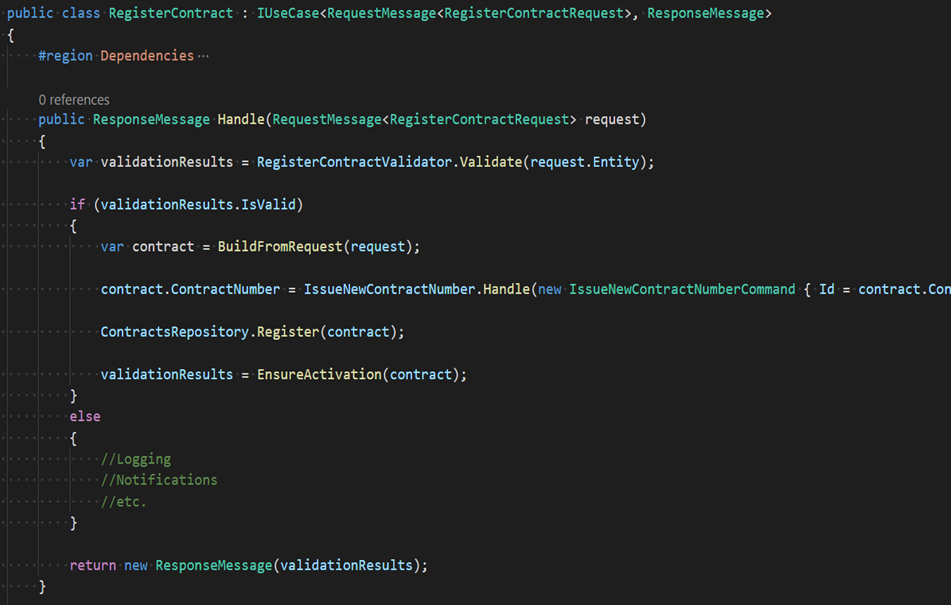 public class RegisterContract : IUseCase<RequestMessage<RegisterContractRequest>, ResponseMessage>
{
#region Dependencies ...
0 references
public ResponseMessage Handle(RequestMessage<RegisterContractRequest> request)
{
var validationResults = RegisterContractValidator.Validate(request.Entity);
if (validationResults.IsValid)
{
var contract = BuildFromRequest(request);
contract.ContractNumber = IssueNewContractNumber.Handle(new IssueNewContractNumberCommand { Id = contract.Con
ContractsRepository.Register(contract);
validationResults = EnsureActivation(contract);
}
else
{
//Logging
//Notifications
//etc.
}
return new ResponseMessage(validationResults);
}